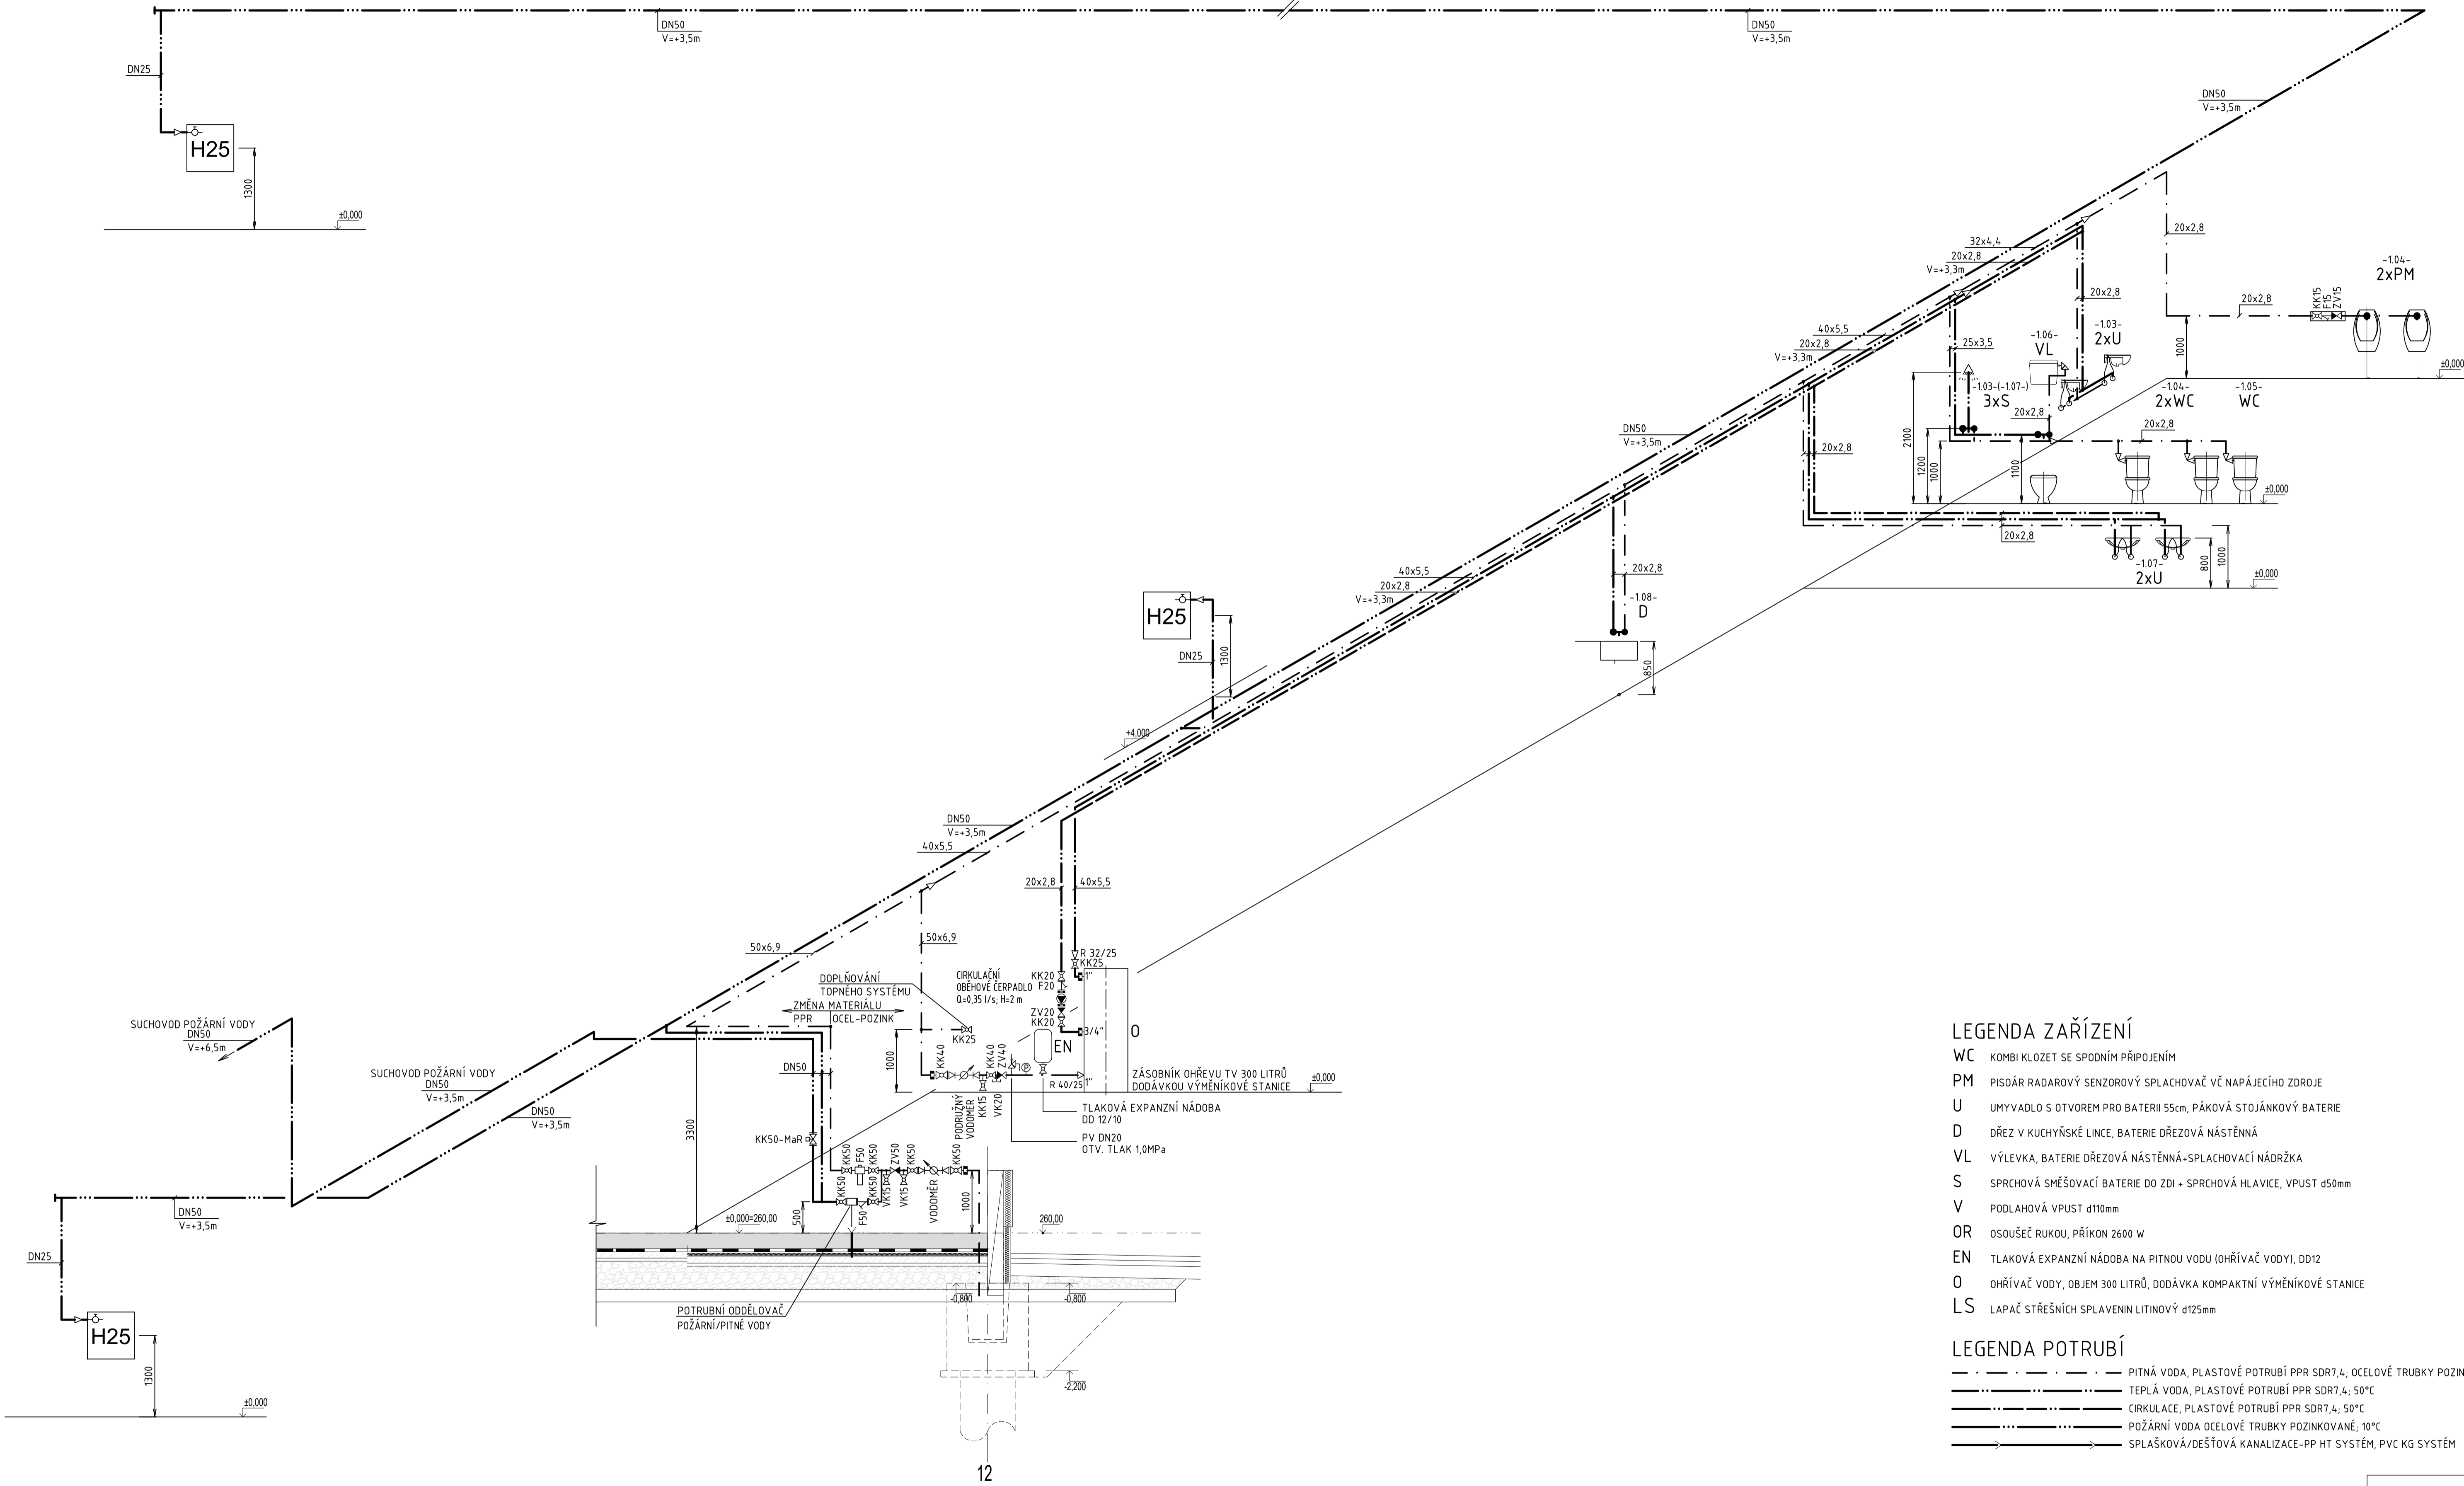 DN50
V=+3,5m
DN50
V=+3,5m
DN25
H25
1300
±0,000
DN50
V=+3,5m
20x2,8
32x4,4
20x2,8
V=+3,3m
-1.04-
2xPM
20x2,8
KK15
F15
ZV15
20x2,8
1000
±0,000
40x5,5
20x2,8
V=+3,3m
25x3,5
-1.06-
VL
-1.03-
2xU
-1.03-(-1.07-)
3xS
20x2,8
-1.04-
2xWC
-1.05-
WC
20x2,8
2100
1200
1000
1100
±0,000
DN50
V=+3,5m
20x2,8
20x2,8
-1.07-
2xU
800
1000
±0,000
40x5,5
20x2,8
V=+3,3m
20x2,8
-1.08-
D
850
H25
DN25
1300
+4,000
DN50
V=+3,5m
40x5,5
20x2,8
40x5,5
50x6,9
50x6,9
R 32/25
KK25
DOPLŇOVÁNÍ
TOPNÉHO SYSTÉMU
ZMĚNA MATERIÁLU
PPR
OCEL-POZINK
CIRKULAČNÍ
OBĚHOVÉ ČERPADLO
Q=0,35 l/s; H=2 m
KK20
F20
ZV20
KK20
1"
3/4"
1"
O
EN
KK25
1000
KK40
KK40
ZV40
P
R 40/25
ZÁSOBNÍK OHŘEVU TV 300 LITRŮ
DODÁVKOU VÝMĚNÍKOVÉ STANICE
±0,000
PODRUŽNÝ
VODOMĚR
KK15
VK20
TLAKOVÁ EXPANZNÍ NÁDOBA
DD 12/10
PV DN20
OTV. TLAK 1,0MPa
SUCHOVOD POŽÁRNÍ VODY
DN50
V=+6,5m
SUCHOVOD POŽÁRNÍ VODY
DN50
V=+3,5m
DN50
V=+3,5m
DN50
3300
KK50-MaR
KK50
F50
KK50
ZV50
KK50
KK50
KK50
KK50
VK15
VK15
VODOMĚR
F50
500
1000
±0,000=260,00
260,00
-0,800
-0,800
-2,200
12
POTRUBNÍ ODDĚLOVAČ
POŽÁRNÍ/PITNÉ VODY
DN50
V=+3,5m
DN25
H25
1300
±0,000
LEGENDA ZAŘÍZENÍ
WC KOMBI KLOZET SE SPODNÍM PŘIPOJENÍM
PM PISOÁR RADAROVÝ SENZOROVÝ SPLACHOVAČ VČ NAPÁJECÍHO ZDROJE
U UMYVADLO S OTVOREM PRO BATERII 55cm, PÁKOVÁ STOJÁNKOVÝ BATERIE
D DŘEZ V KUCHYŇSKÉ LINCE, BATERIE DŘEZOVÁ NÁSTĚNNÁ
VL VÝLEVKA, BATERIE DŘEZOVÁ NÁSTĚNNÁ+SPLACHOVACÍ NÁDRŽKA
S SPRCHOVÁ SMĚŠOVACÍ BATERIE DO ZDI + SPRCHOVÁ HLAVICE, VPUST d50mm
V PODLAHOVÁ VPUST d110mm
OR OSOUŠEČ RUKOU, PŘÍKON 2600 W
EN TLAKOVÁ EXPANZNÍ NÁDOBA NA PITNOU VODU (OHŘÍVAČ VODY), DD12
O OHŘÍVAČ VODY, OBJEM 300 LITRŮ, DODÁVKA KOMPAKTNÍ VÝMĚNÍKOVÉ STANICE
LS LAPAČ STŘEŠNÍCH SPLAVENIN LITINOVÝ d125mm
LEGENDA POTRUBÍ
PITNÁ VODA, PLASTOVÉ POTRUBÍ PPR SDR7,4; OCELOVÉ TRUBKY POZIN
TEPLÁ VODA, PLASTOVÉ POTRUBÍ PPR SDR7,4; 50°C
CIRKULACE, PLASTOVÉ POTRUBÍ PPR SDR7,4; 50°C
POŽÁRNÍ VODA OCELOVÉ TRUBKY POZINKOVANÉ; 10°C
SPLAŠKOVÁ/DEŠŤOVÁ KANALIZACE-PP HT SYSTÉM, PVC KG SYSTÉM